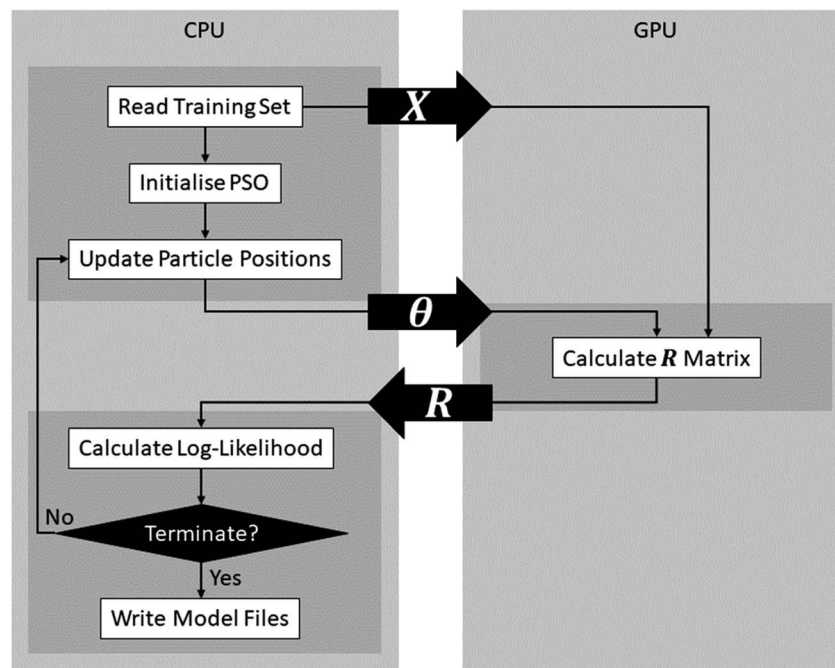 CPU
GPU
Read Training Set
X
Initialise PSO
Update Particle Positions
θ
Calculate R Matrix
R
Calculate Log-Likelihood
No
Terminate?
Yes
Write Model Files